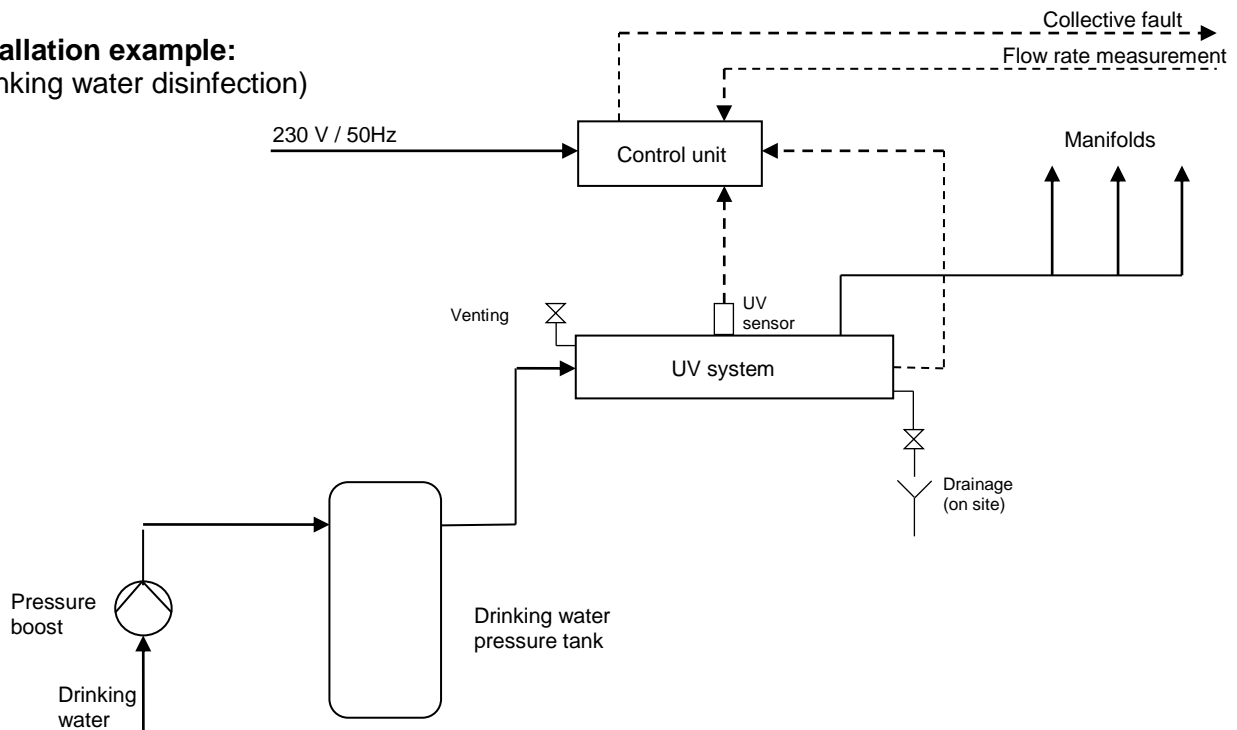 allation example:
nking water disinfection)
Collective fault
Flow rate measurement
230 V / 50Hz
Control unit
Manifolds
Venting
UV
sensor
UV system
Drainage
(on site)
Pressure
boost
Drinking water
pressure tank
Drinking
water